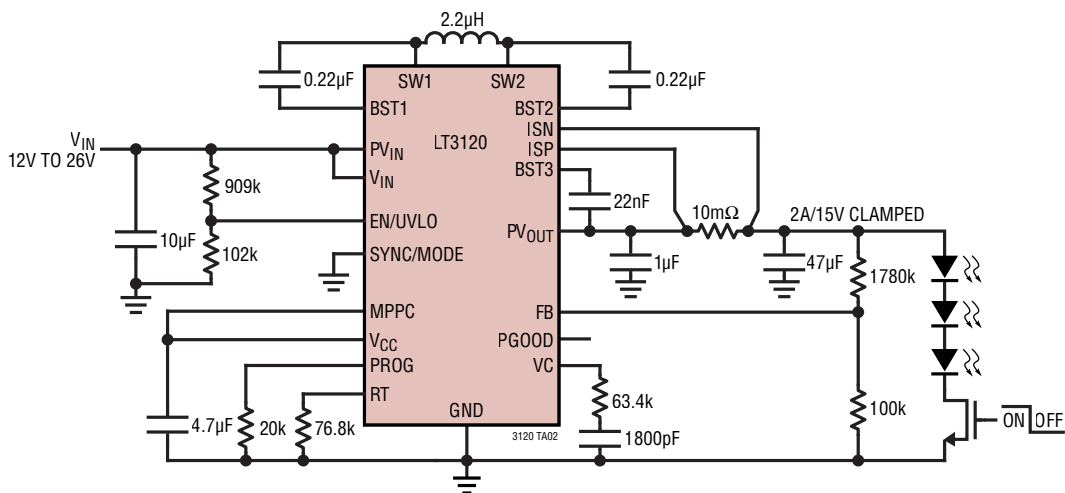 2.2µH
0.22µF
0.22µF
SW1
SW2
BST1
BST2
ISN
ISP
BST3
LT3120
V_IN
12V TO 26V
PV_IN
V_IN
909k
22nF
10mΩ
2A/15V CLAMPED
EN/UVLO
PV_OUT
10µF
102k
SYNC/MODE
1µF
47µF
1780k
MPPC
FB
V_CC
PGOOD
PROG
VC
RT
63.4k
4.7µF
20k
76.8k
GND
100k
ON OFF
3120 TA02
1800pF